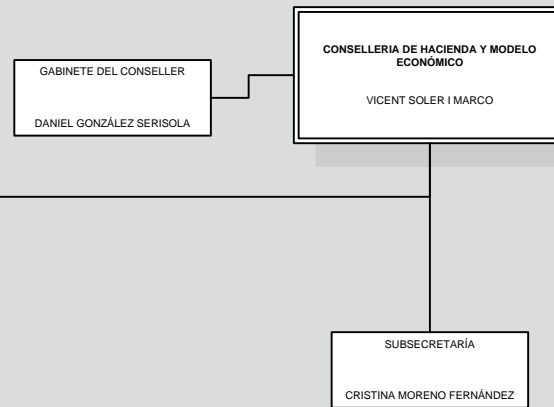 CONSELLERIA DE HACIENDA Y MODELO
ECONÓMICO
VICENT SOLER I MARCO
GABINETE DEL CONSELLER
DANIEL GONZÁLEZ SERISOLA
SUBSECRETARÍA
CRISTINA MORENO FERNÁNDEZ